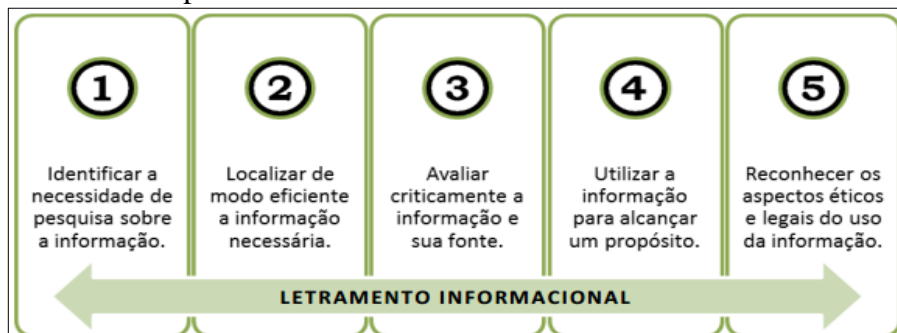 1
Identificar a
necessidade de
pesquisa sobre
a informação.
2
Localizar de
modo eficiente
a informação
necessária.
3
Avaliar
criticamente a
informação e
sua fonte.
4
Utilizar a
informação
para alcançar
um propósito.
5
Reconhecer os
aspectos éticos
e legais do uso
da informação.
LETRAMENTO INFORMACIONAL